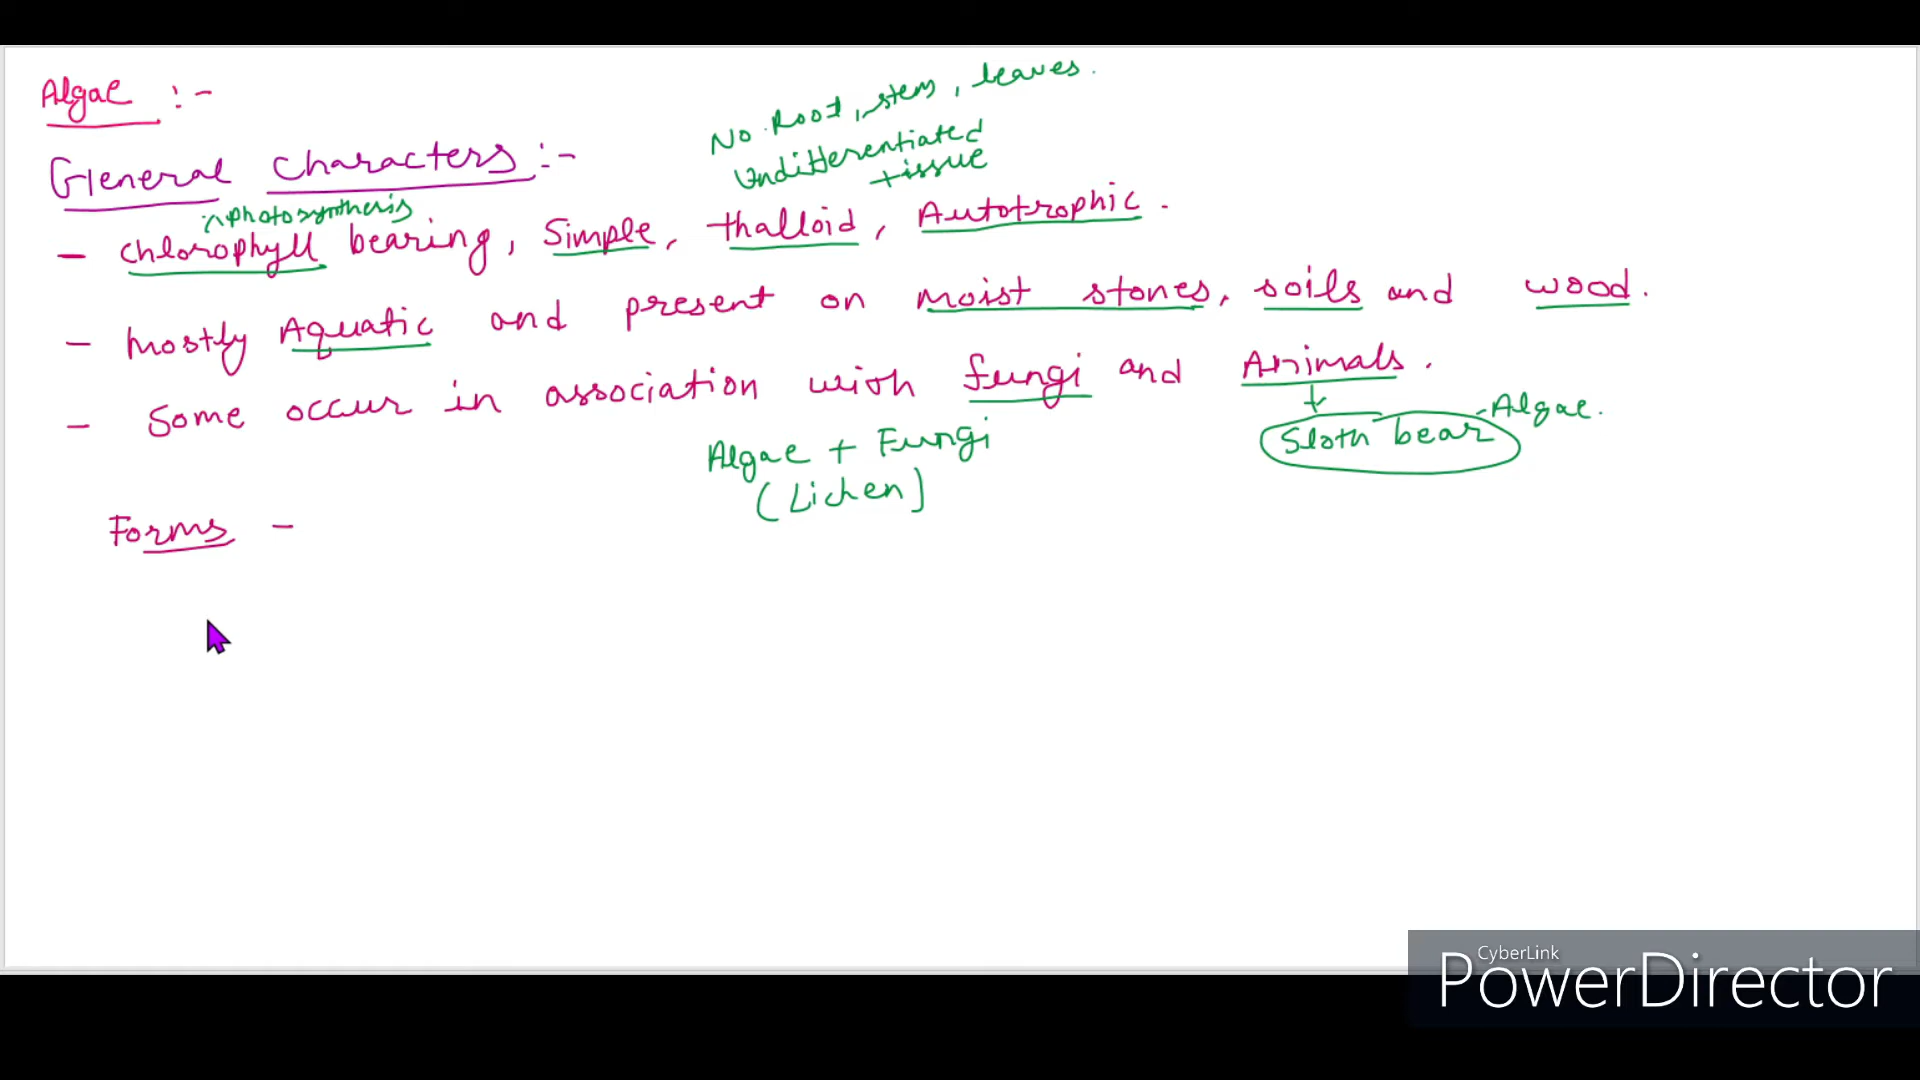 Algae :-
No Root, stem, leaves.
Undifferentiated
tissue
General Characters :-
Photosynthesis
- Chlorophyll bearing, Simple, thalloid, Autotrophic.
- Mostly Aquatic and present on moist stones, soils and wood.
- Some occur in association with fungi and Animals.
Algae + Fungi
(Lichen)
Sloth bear - Algae.
Forms -
CyberLink
PowerDirector